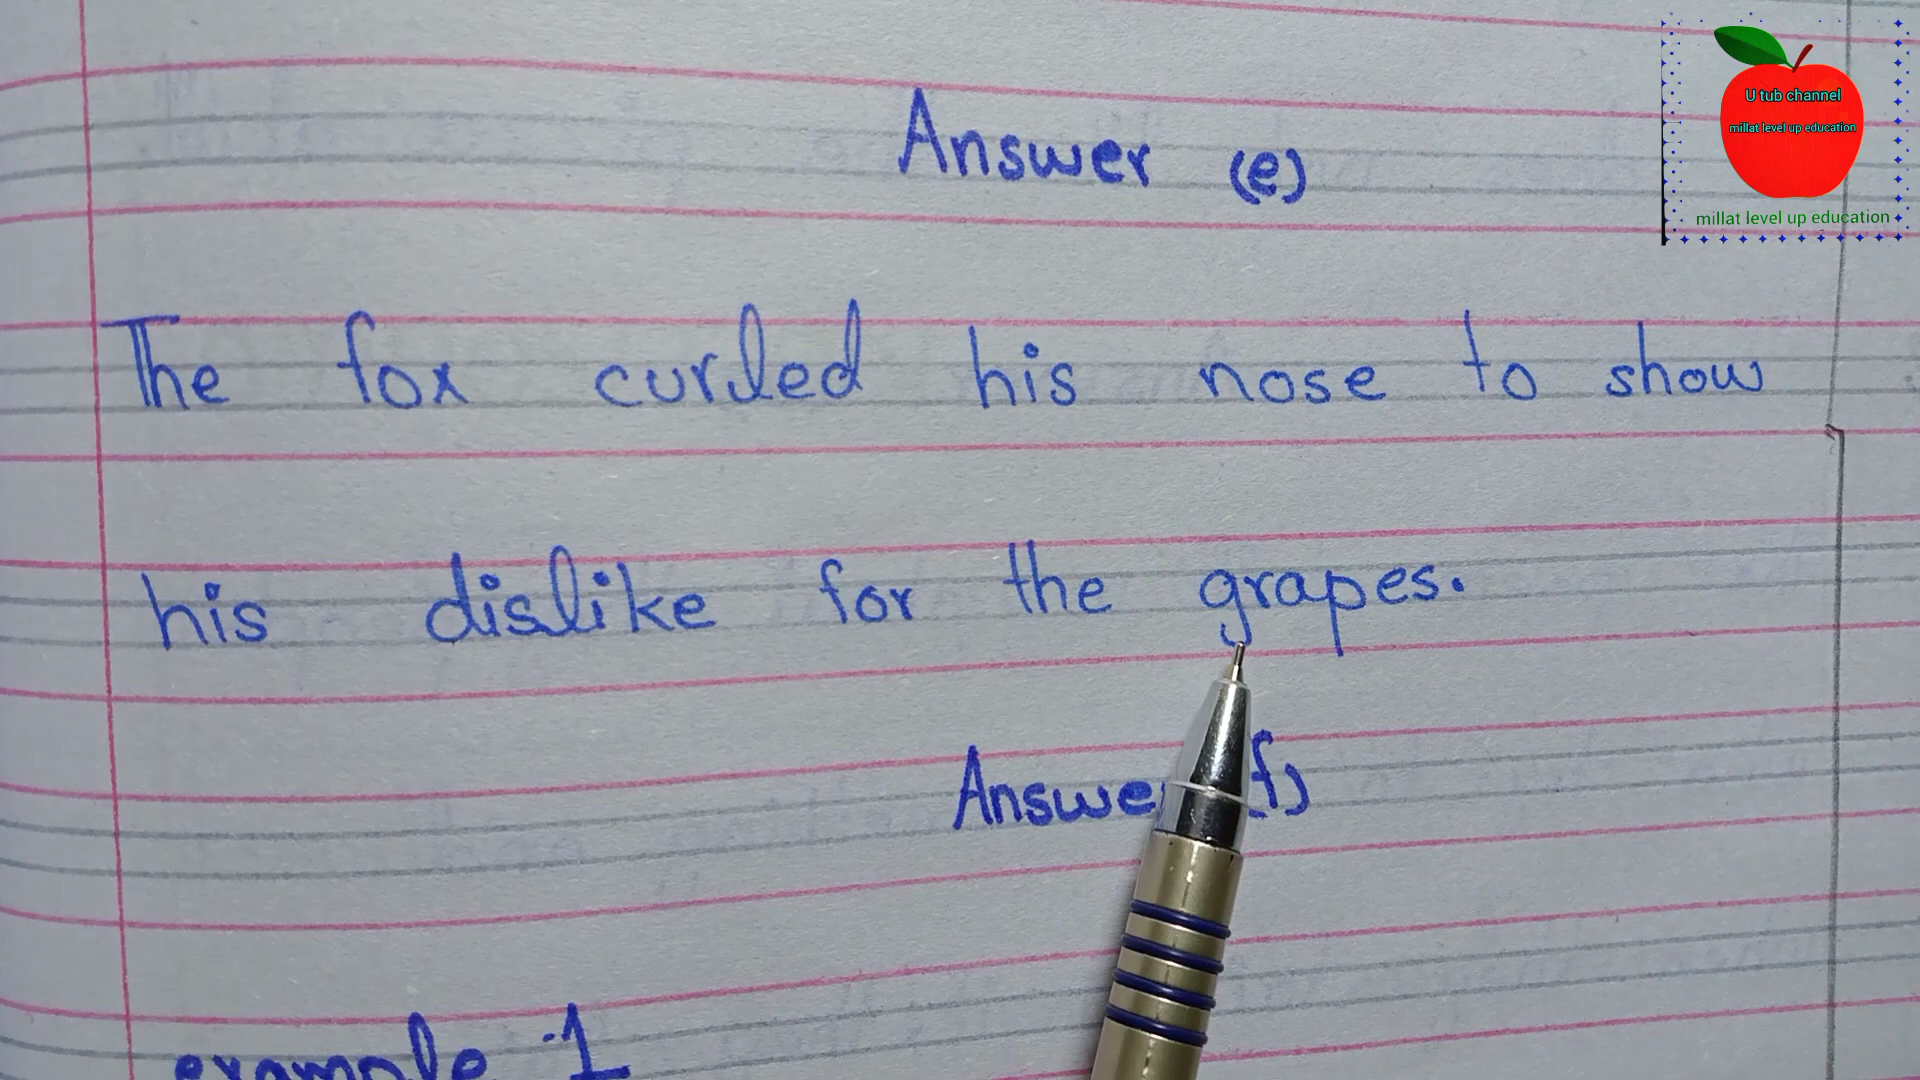 U tub channel
millat level up education
millat level up education
Answer (e)
The fox curled his nose to show
his dislike for the grapes.
Answer (f)
example 1